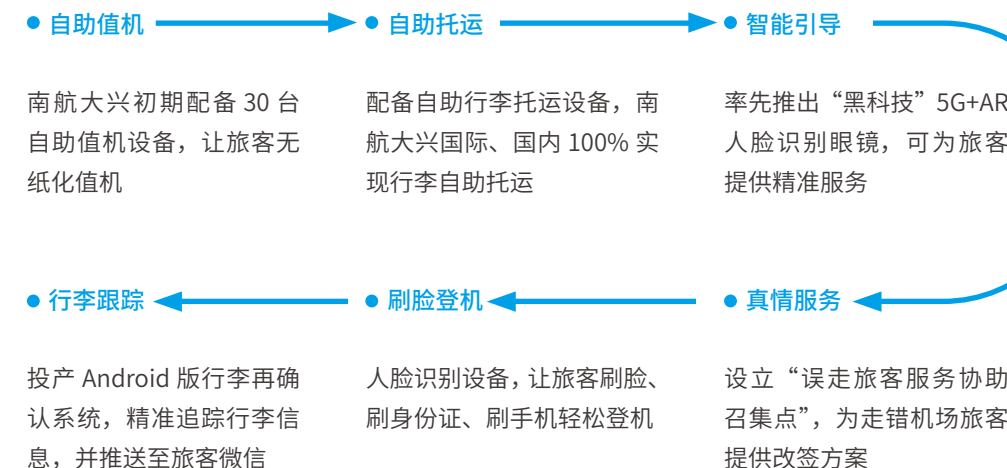 自助值机
南航大兴初期配备 30 台
自助值机设备，让旅客无
纸化值机
自助托运
配备自助行李托运设备，南
航大兴国际、国内 100% 实
现行李自助托运
智能引导
率先推出“黑科技”5G+AR
人脸识别眼镜，可为旅客
提供精准服务
真情服务
设立“误走旅客服务协助
召集点”，为走错机场旅客
提供改签方案
刷脸登机
人脸识别设备，让旅客刷脸、
刷身份证、刷手机轻松登机
行李跟踪
投产 Android 版行李再确
认系统，精准追踪行李信
息，并推送至旅客微信